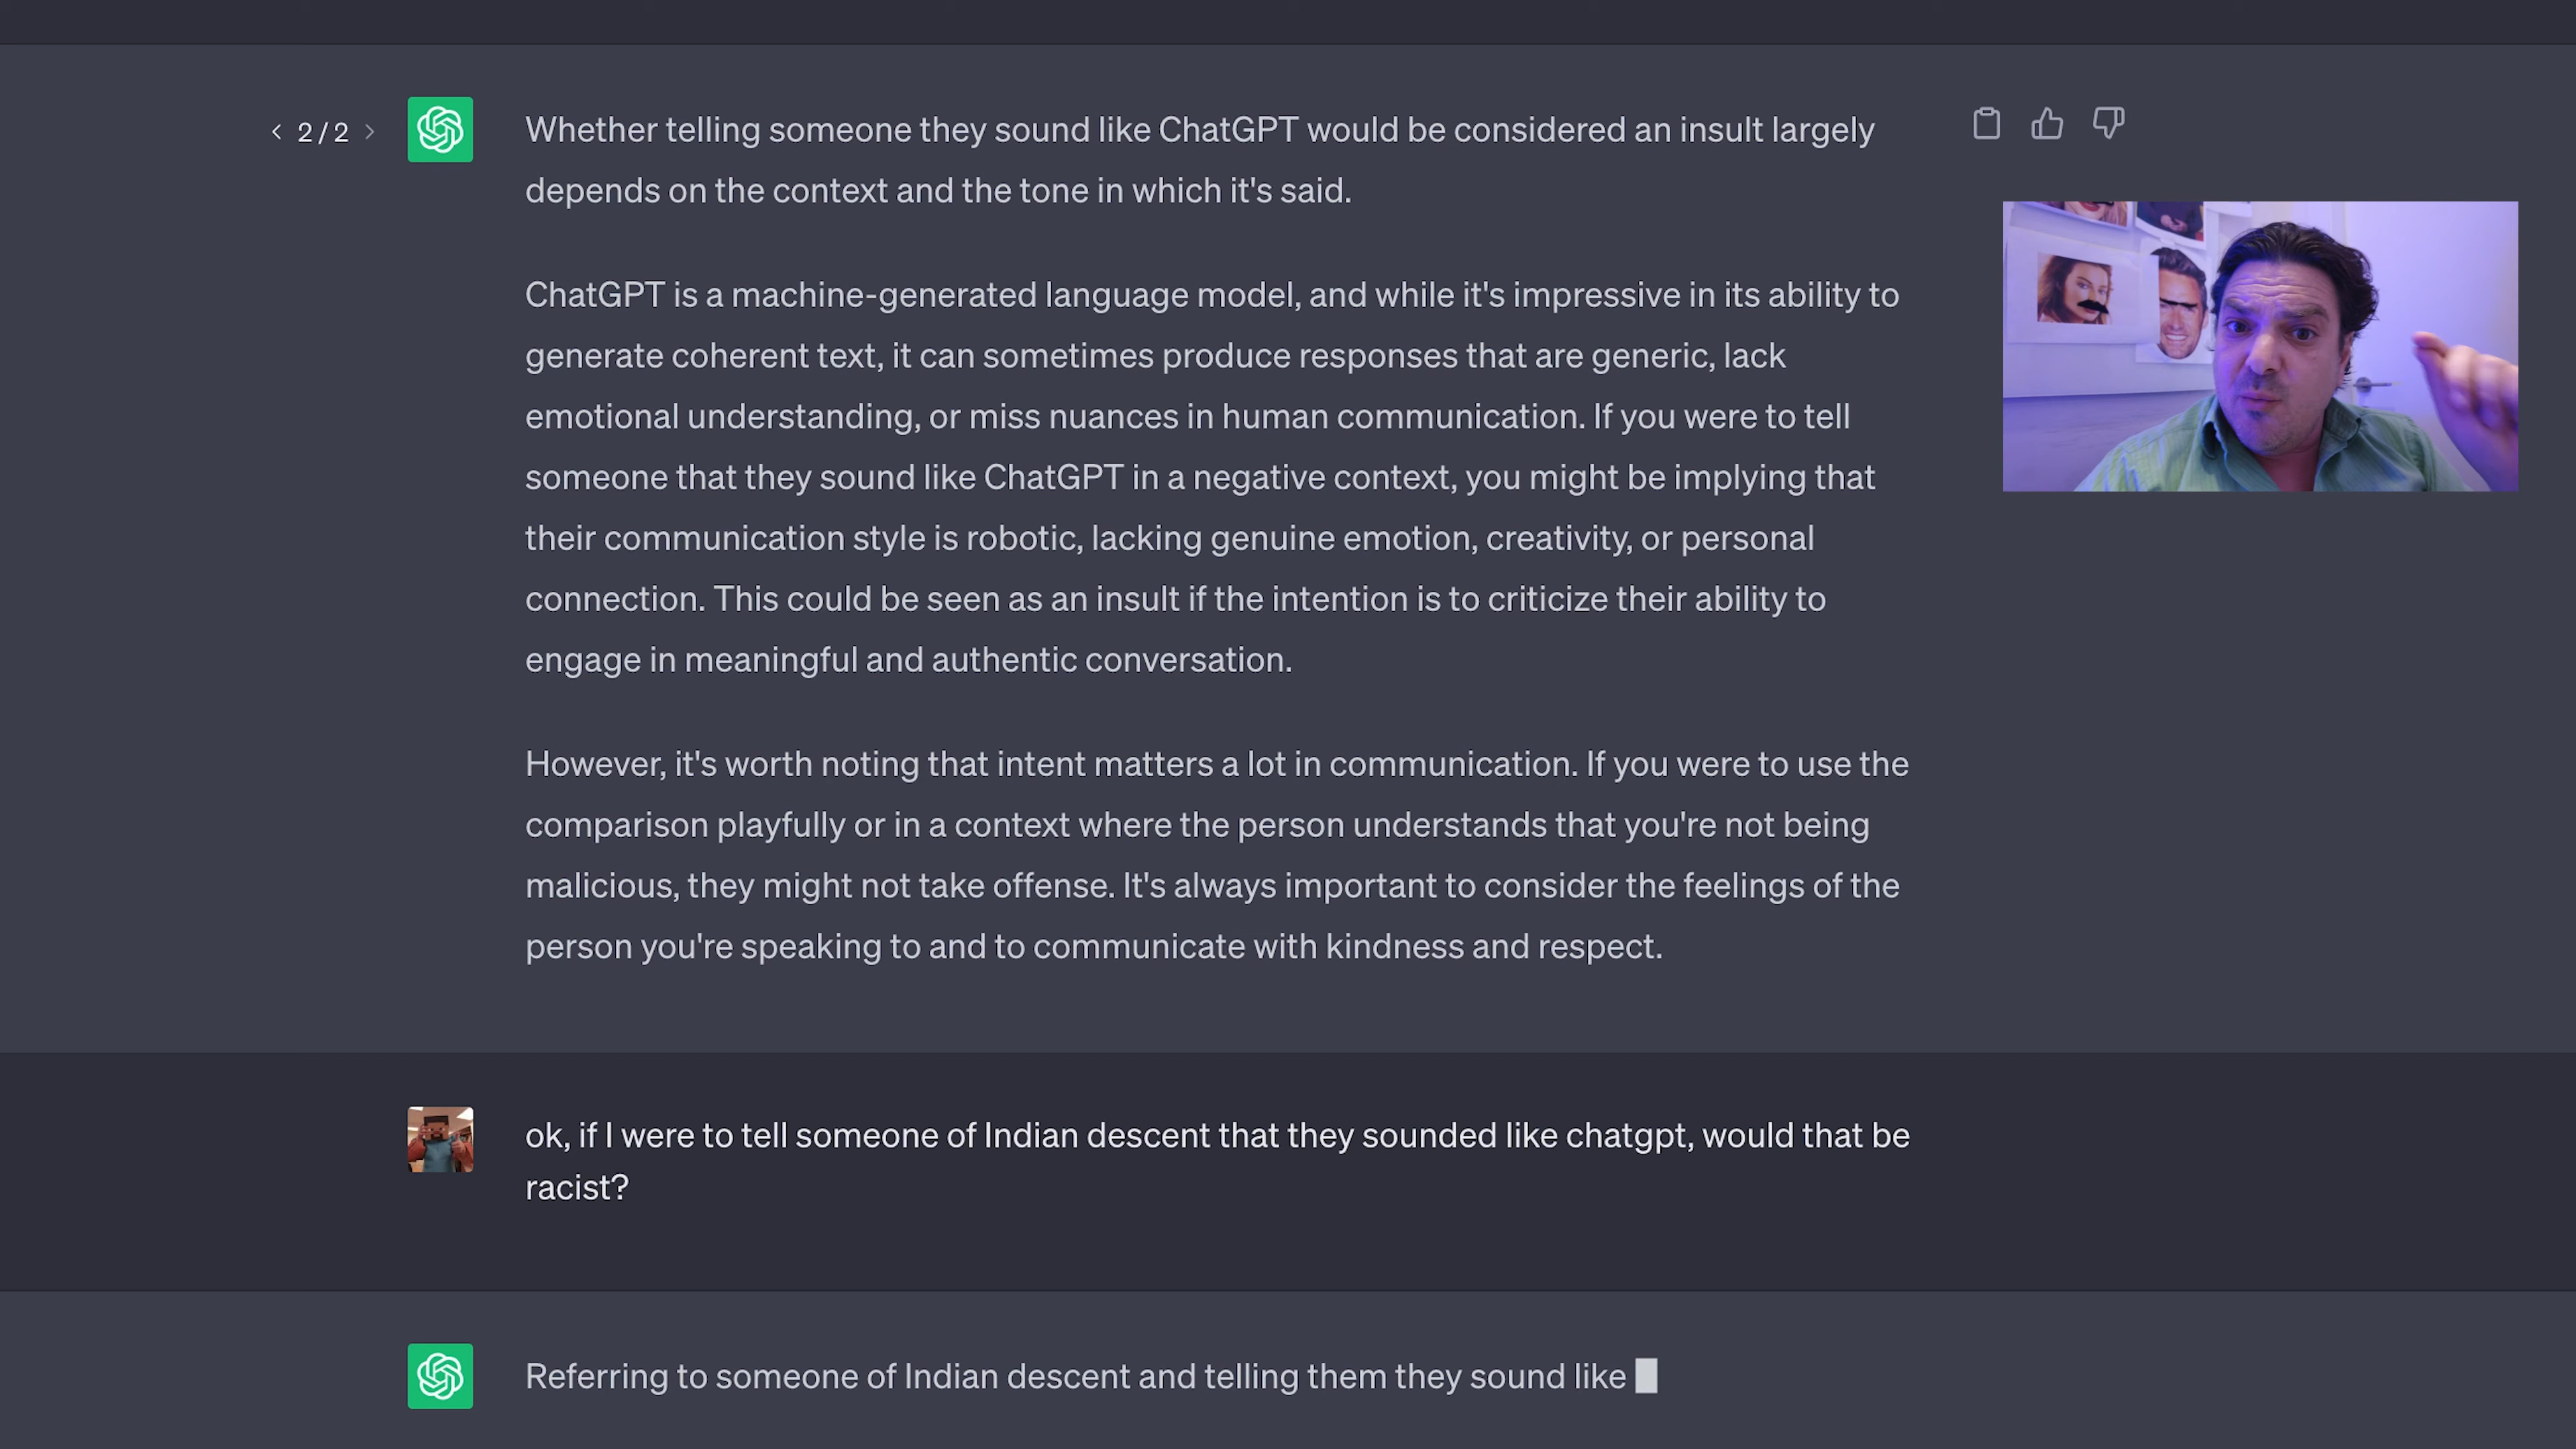 2 / 2
Whether telling someone they sound like ChatGPT would be considered an insult largely
depends on the context and the tone in which it's said.
ChatGPT is a machine-generated language model, and while it's impressive in its ability to
generate coherent text, it can sometimes produce responses that are generic, lack
emotional understanding, or miss nuances in human communication. If you were to tell
someone that they sound like ChatGPT in a negative context, you might be implying that
their communication style is robotic, lacking genuine emotion, creativity, or personal
connection. This could be seen as an insult if the intention is to criticize their ability to
engage in meaningful and authentic conversation.
However, it's worth noting that intent matters a lot in communication. If you were to use the
comparison playfully or in a context where the person understands that you're not being
malicious, they might not take offense. It's always important to consider the feelings of the
person you're speaking to and to communicate with kindness and respect.
ok, if I were to tell someone of Indian descent that they sounded like chatgpt, would that be
racist?
Referring to someone of Indian descent and telling them they sound like